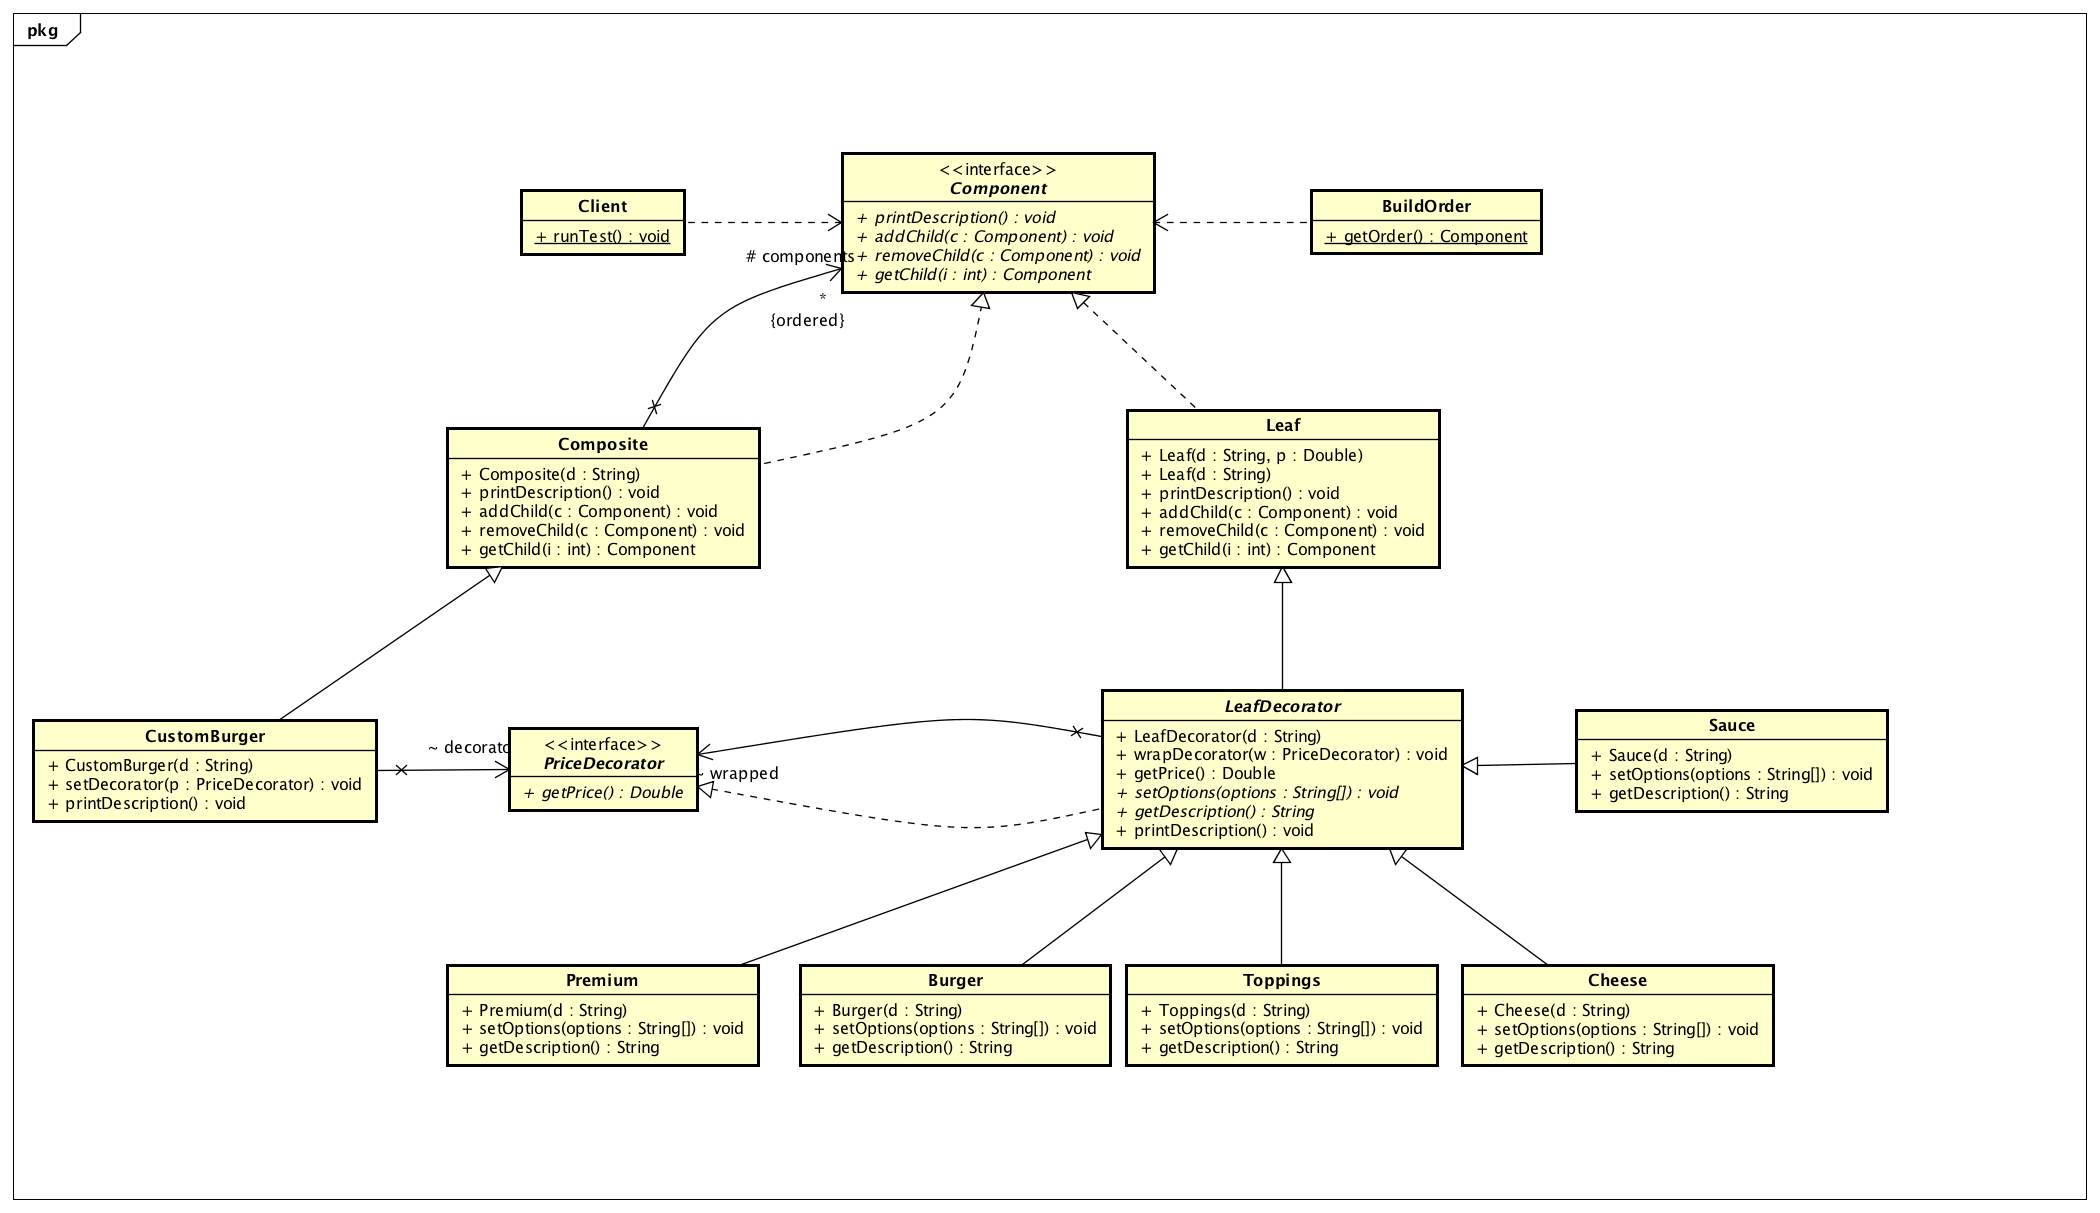 pkg
<<interface>>
Component
+ printDescription() : void
+ addChild(c : Component) : void
+ removeChild(c : Component) : void
+ getChild(i : int) : Component
Client
+ runTest() : void
BuildOrder
+ getOrder() : Component
# components
*
{ordered}
Composite
+ Composite(d : String)
+ printDescription() : void
+ addChild(c : Component) : void
+ removeChild(c : Component) : void
+ getChild(i : int) : Component
Leaf
+ Leaf(d : String, p : Double)
+ Leaf(d : String)
+ printDescription() : void
+ addChild(c : Component) : void
+ removeChild(c : Component) : void
+ getChild(i : int) : Component
CustomBurger
+ CustomBurger(d : String)
+ setDecorator(p : PriceDecorator) : void
+ printDescription() : void
~ decorato
<<interface>>
PriceDecorator
+ getPrice() : Double
~ wrapped
LeafDecorator
+ LeafDecorator(d : String)
+ wrapDecorator(w : PriceDecorator) : void
+ getPrice() : Double
+ setOptions(options : String[]) : void
+ getDescription() : String
+ printDescription() : void
Sauce
+ Sauce(d : String)
+ setOptions(options : String[]) : void
+ getDescription() : String
Premium
+ Premium(d : String)
+ setOptions(options : String[]) : void
+ getDescription() : String
Burger
+ Burger(d : String)
+ setOptions(options : String[]) : void
+ getDescription() : String
Toppings
+ Toppings(d : String)
+ setOptions(options : String[]) : void
+ getDescription() : String
Cheese
+ Cheese(d : String)
+ setOptions(options : String[]) : void
+ getDescription() : String